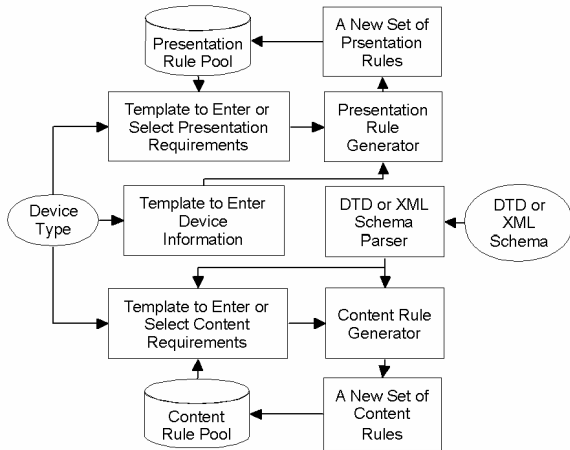 Presentation
Rule Pool
A New Set of
Prsentation
Rules
Template to Enter or
Select Presentation
Requirements
Presentation
Rule
Generator
Device
Type
Template to Enter
Device
Information
DTD or XML
Schema
Parser
DTD or
XML
Schema
Template to Enter or
Select Content
Requirements
Content Rule
Generator
Content
Rule Pool
A New Set of
Content
Rules